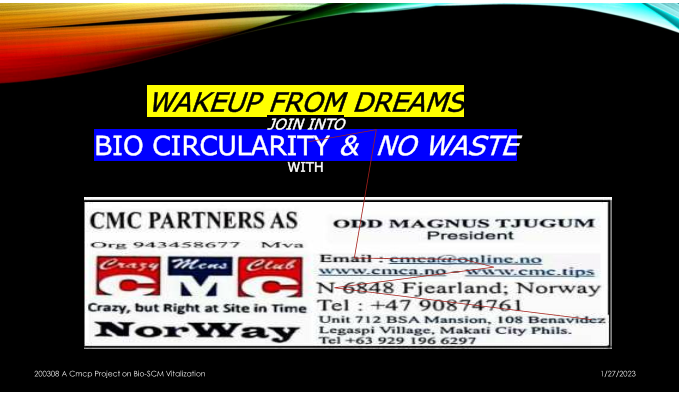 WAKEUP FROM DREAMS
JOIN INTO
BIO CIRCULARITY & NO WASTE
WITH
CMC PARTNERS AS
Org 943458677 Mva
Crazy Mens Club
C M C
Crazy, but Right at Site in Time
NorWay
ODD MAGNUS TJUGUM
President
Email : cmca@online.no
www.cmca.no www.cmc.tips
N-6848 Fjearland; Norway
Tel : +47 90874761
Unit 712 BSA Mansion, 108 Benavidez
Legaspi Village, Makati City Phils.
Tel +63 929 196 6297
200308 A Cmcp Project on Bio-SCM Vitalization
1/27/2023